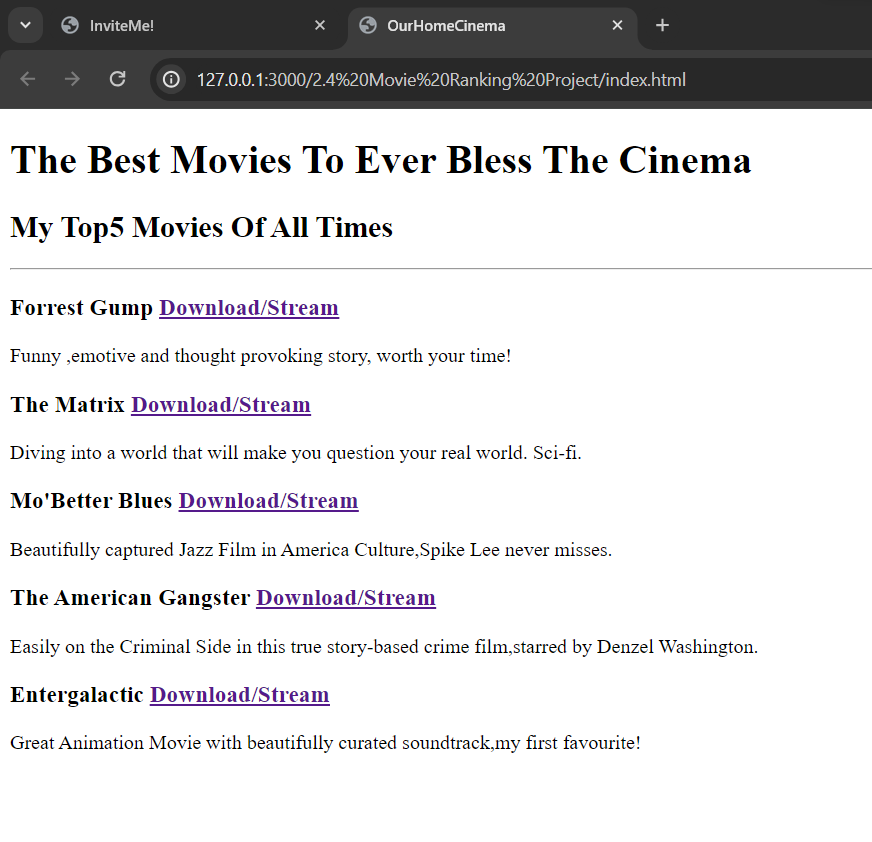 InviteMe!
OurHomeCinema
127.0.0.1:3000/2.4%20Movie%20Ranking%20Project/index.html
The Best Movies To Ever Bless The Cinema
My Top5 Movies Of All Times
Forrest Gump Download/Stream
Funny ,emotive and thought provoking story, worth your time!
The Matrix Download/Stream
Diving into a world that will make you question your real world. Sci-fi.
Mo'Better Blues Download/Stream
Beautifully captured Jazz Film in America Culture,Spike Lee never misses.
The American Gangster Download/Stream
Easily on the Criminal Side in this true story-based crime film,starred by Denzel Washington.
Entergalactic Download/Stream
Great Animation Movie with beautifully curated soundtrack,my first favourite!